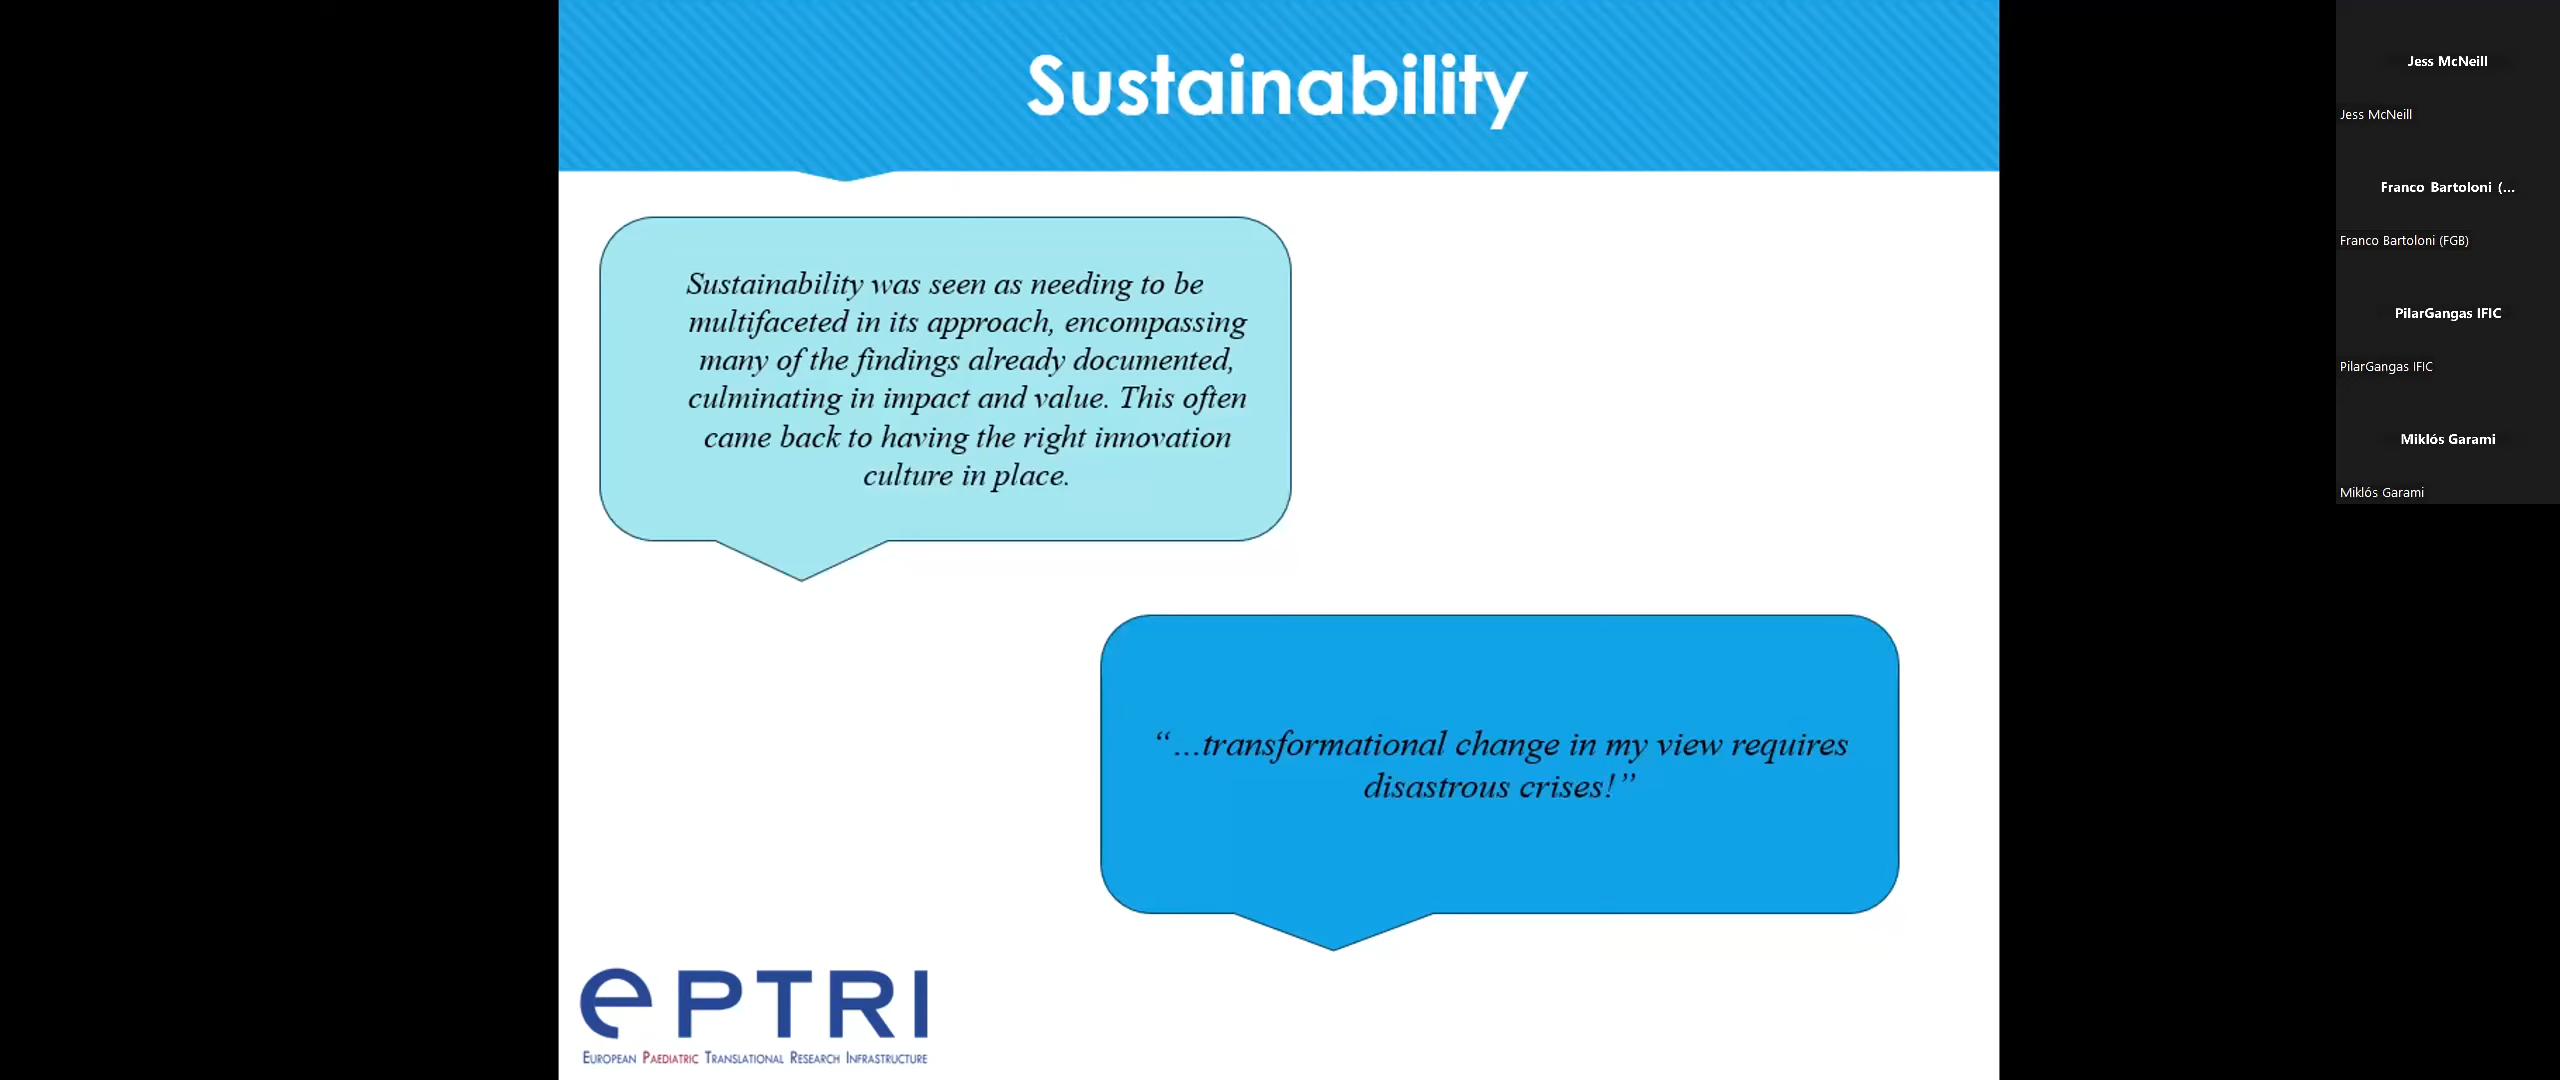 Sustainability
Sustainability was seen as needing to be
multifaceted in its approach, encompassing
many of the findings already documented,
culminating in impact and value. This often
came back to having the right innovation
culture in place.
“…transformational change in my view requires
disastrous crises!”
ePTRI
European Paediatric Translational Research Infrastructure
Jess McNeill
Jess McNeill
Franco Bartoloni (...
Franco Bartoloni (FGB)
PilarGangas IFIC
PilarGangas IFIC
Miklós Garami
Miklós Garami